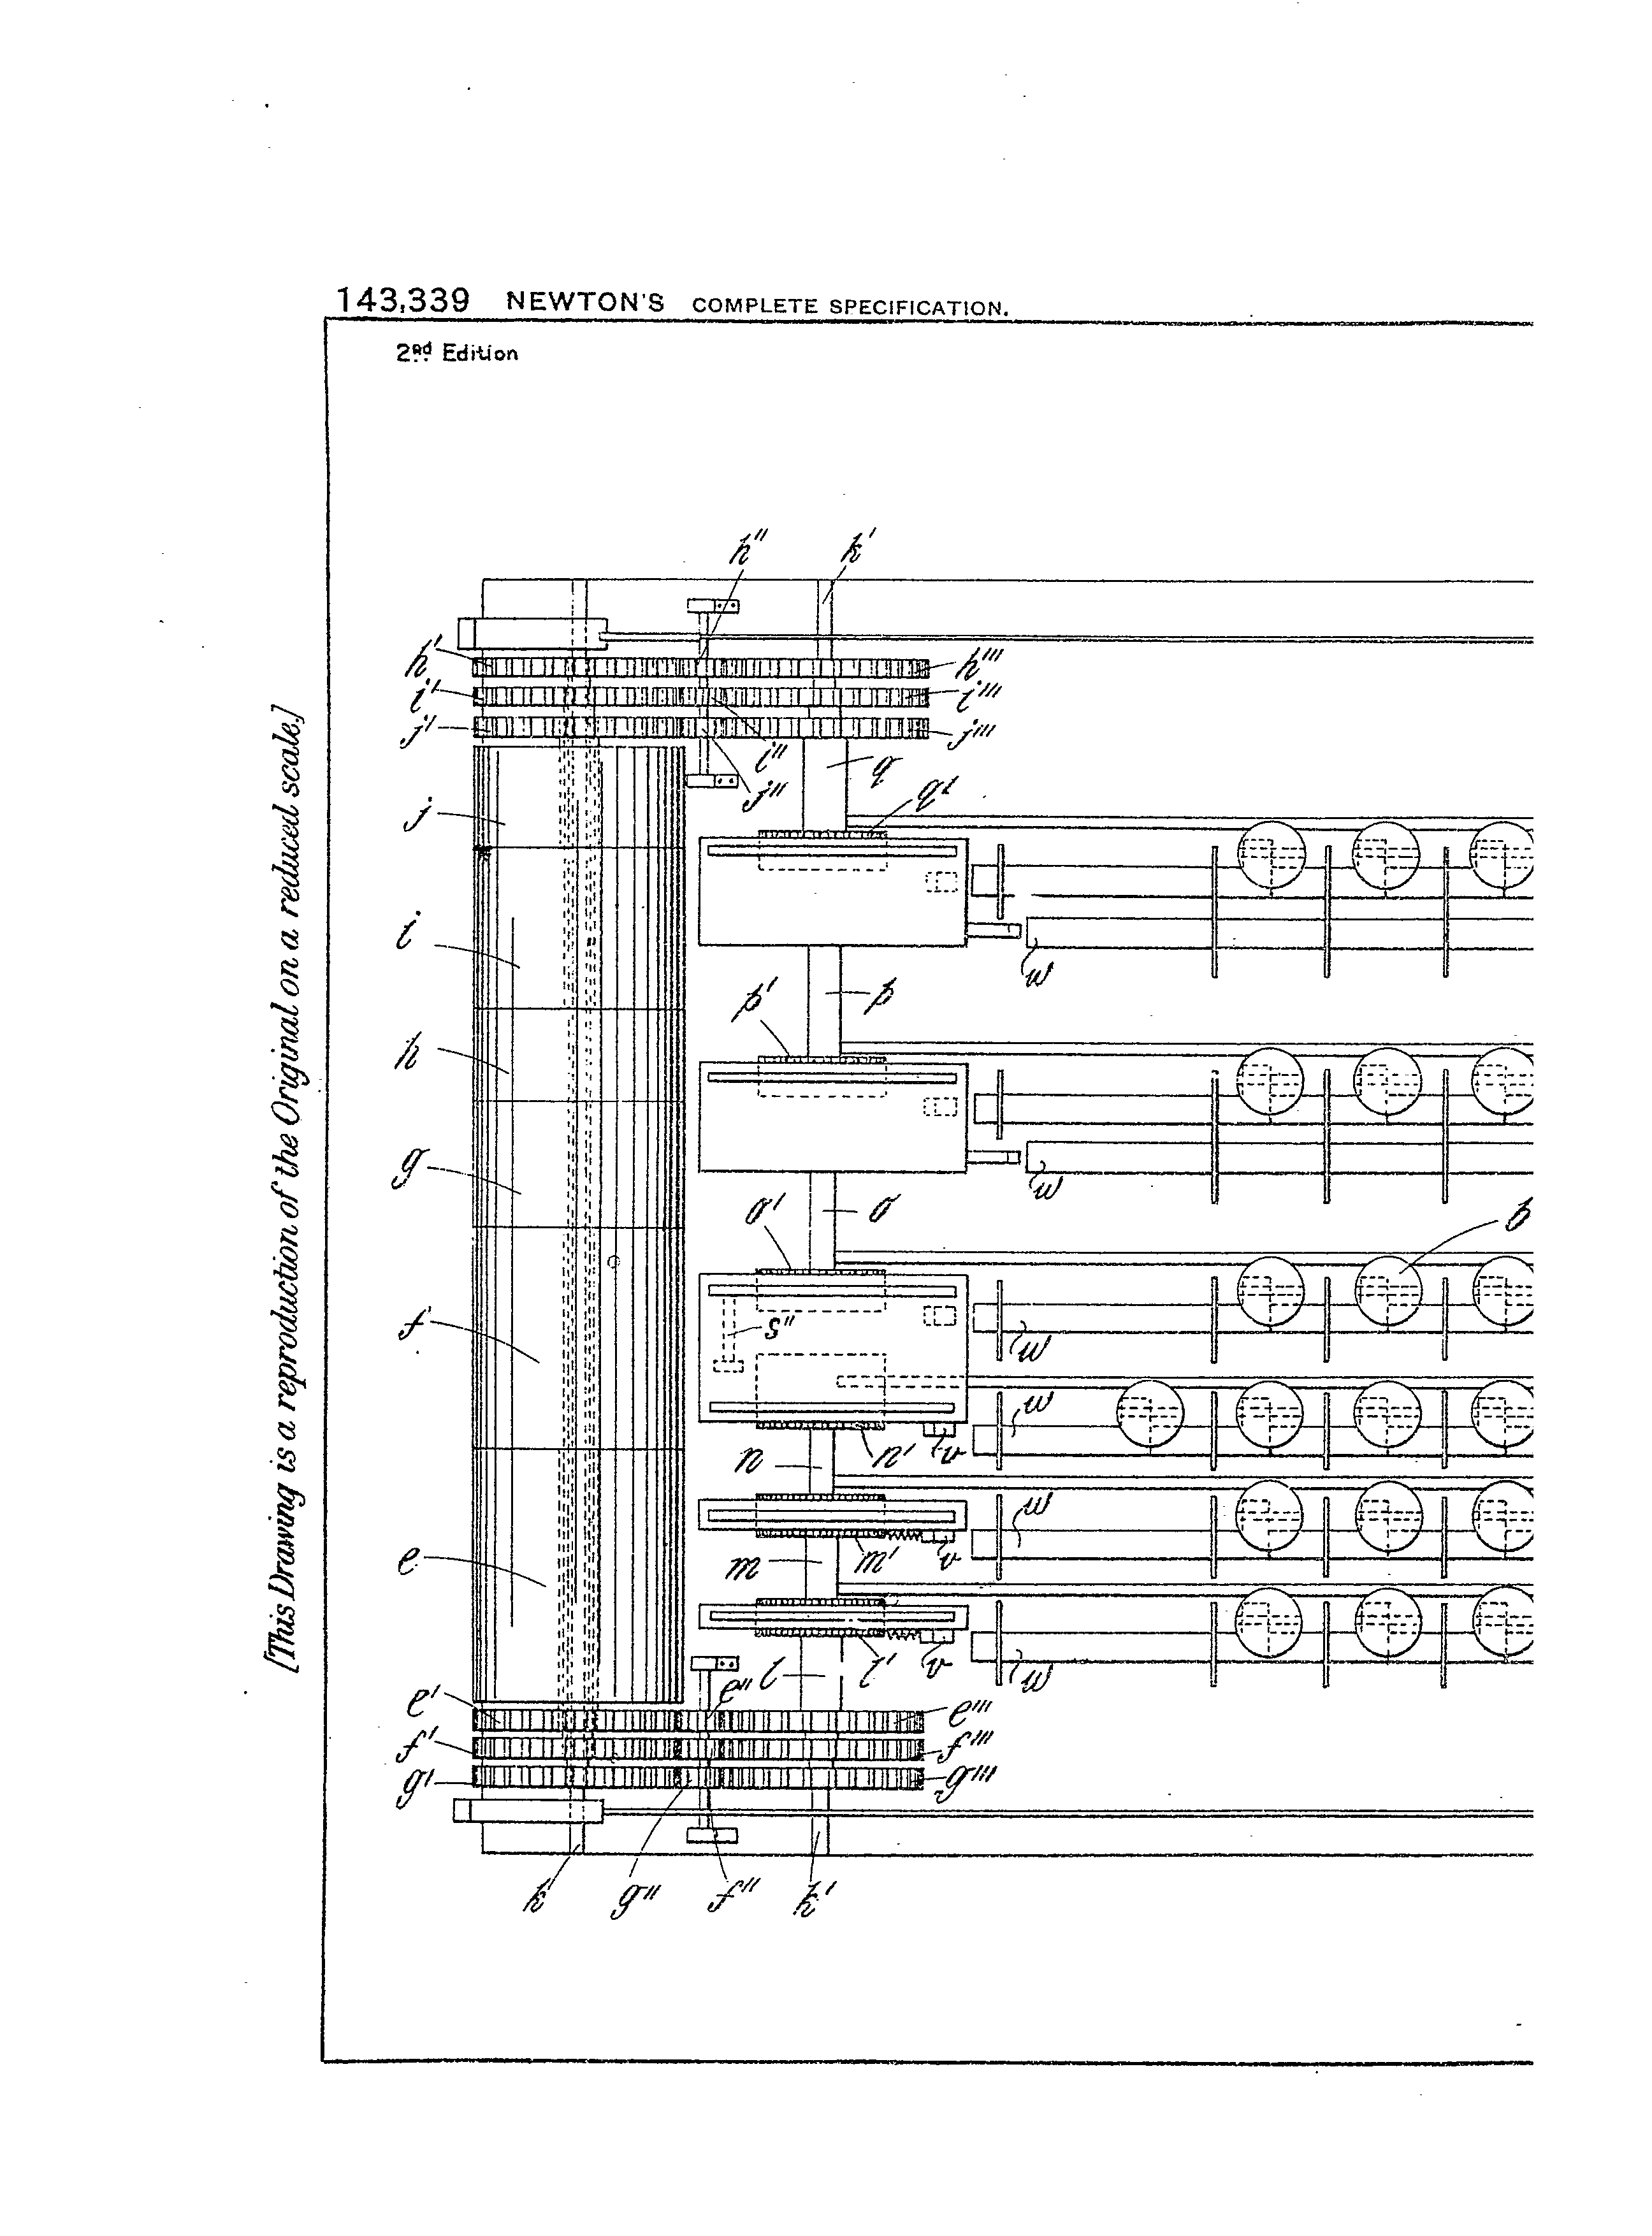 143,339 NEWTON'S COMPLETE SPECIFICATION.
2nd Edition
[This Drawing is a reproduction of the Original on a reduced scale.]
h'' k'
h' h'''
i' i'''
j' j'''
i''
j''
q
q'
j
w
i
p' p
h
w
g
o' o
b
s''
f
w
w
n n' v
w
m m' v
e
l l' v w
e' e'' e'''
f' f'''
g' g'''
k g'' f'' k'